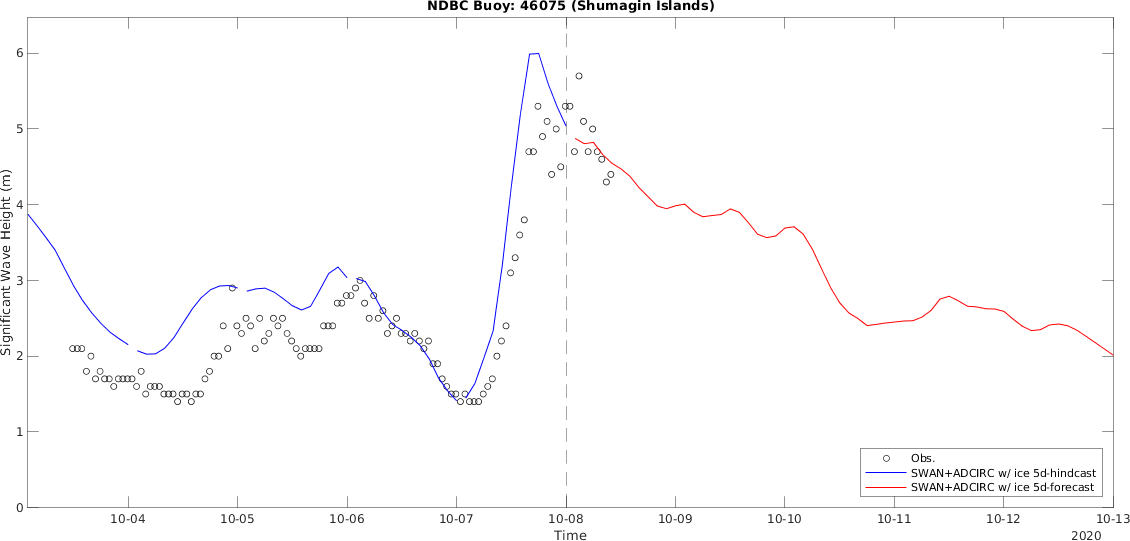 NDBC Buoy: 46075 (Shumagin Islands)
Significant Wave Height (m)
6
5
4
3
2
1
0
10-04 10-05 10-06 10-07 10-08 10-09 10-10 10-11 10-12 10-13
Time
2020
Obs.
SWAN+ADCIRC w/ ice 5d-hindcast
SWAN+ADCIRC w/ ice 5d-forecast